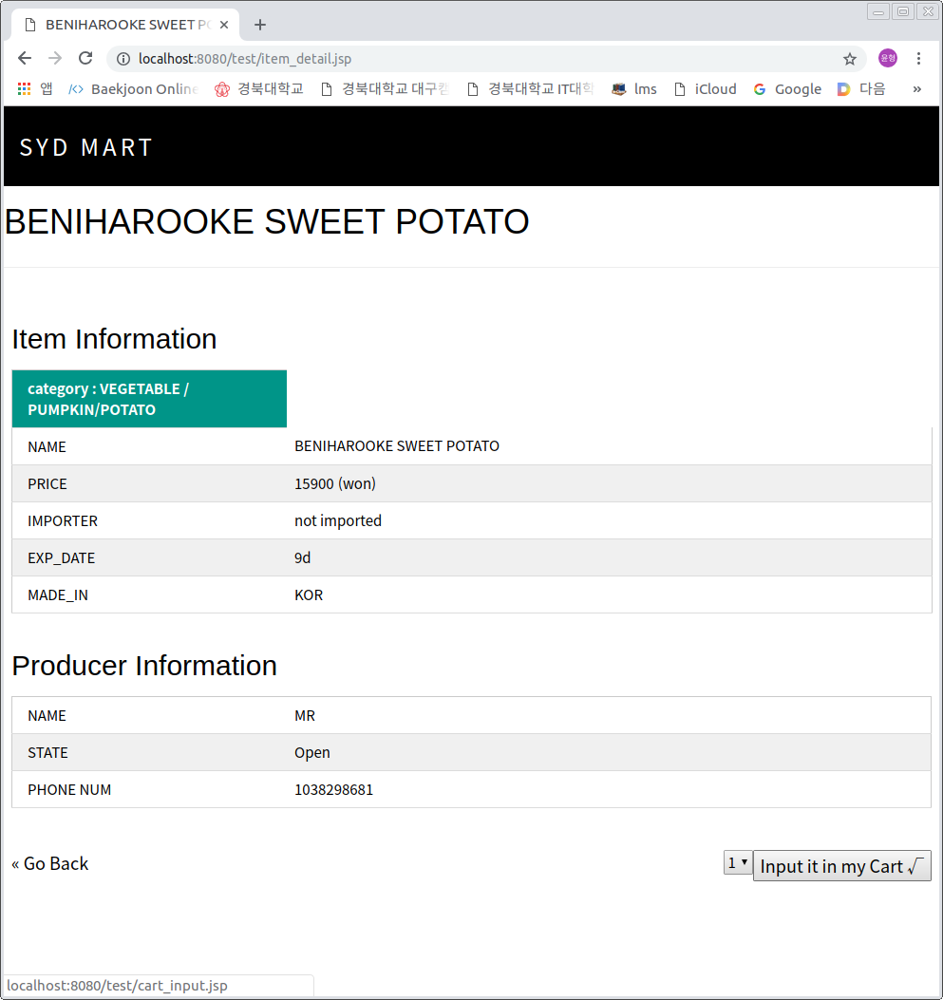 BENIHAROOKE SWEET PO
localhost:8080/test/item_detail.jsp
윤형
앱 Baekjoon Online 경북대학교 경북대학교 대구캠 경북대학교 IT대학 lms iCloud Google 다음 »
SYD MART
BENIHAROOKE SWEET POTATO
Item Information
category : VEGETABLE /
PUMPKIN/POTATO
NAME BENIHAROOKE SWEET POTATO
PRICE 15900 (won)
IMPORTER not imported
EXP_DATE 9d
MADE_IN KOR
Producer Information
NAME MR
STATE Open
PHONE NUM 1038298681
« Go Back 1 Input it in my Cart √
localhost:8080/test/cart_input.jsp